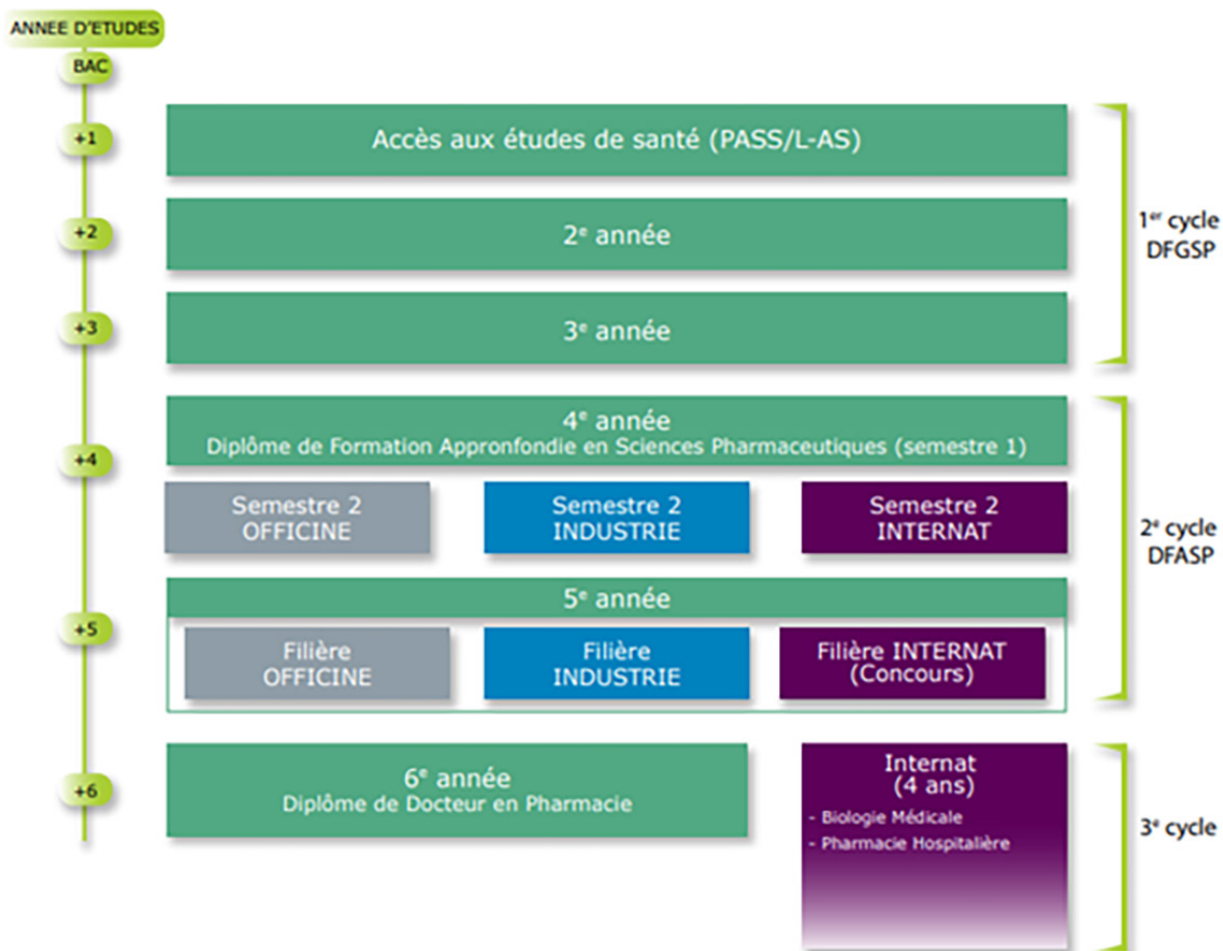 ANNEE D'ETUDES
BAC
+1
Accès aux études de santé (PASS/L-AS)
+2
2e année
1er cycle
DFGSP
+3
3e année
4e année
Diplôme de Formation Appronfondie en Sciences Pharmaceutiques (semestre 1)
+4
Semestre 2
OFFICINE
Semestre 2
INDUSTRIE
Semestre 2
INTERNAT
2e cycle
DFASP
5e année
+5
Filière
OFFICINE
Filière
INDUSTRIE
Filière INTERNAT
(Concours)
+6
6e année
Diplôme de Docteur en Pharmacie
Internat
(4 ans)
- Biologie Médicale
- Pharmacie Hospitalière
3e cycle